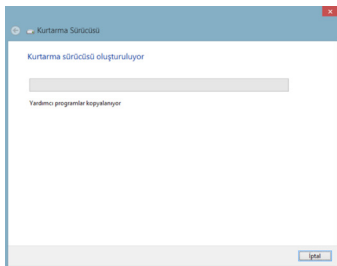 Kurtarma Sürücüsü
Kurtarma sürücüsü oluşturuluyor
Yardımcı programlar kopyalanıyor
İptal